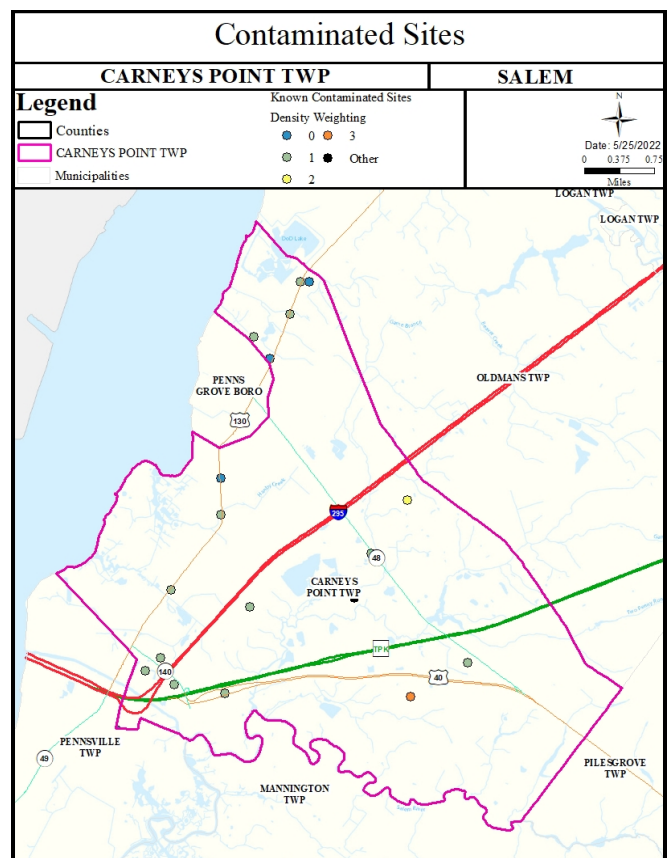 Contaminated Sites
CARNEYS POINT TWP
SALEM
Legend
Counties
CARNEYS POINT TWP
Municipalities
Known Contaminated Sites
Density Weighting
0
3
1
Other
2
N
Date: 5/25/2022
0 0.375 0.75
Miles
LOGAN TWP
LOGAN TWP
OLDMANS TWP
PENNS
GROVE BORO
130
295
48
CARNEYS
POINT TWP
TPK
140
40
49
PENNSVILLE
TWP
MANNINGTON
TWP
PILESGROVE
TWP